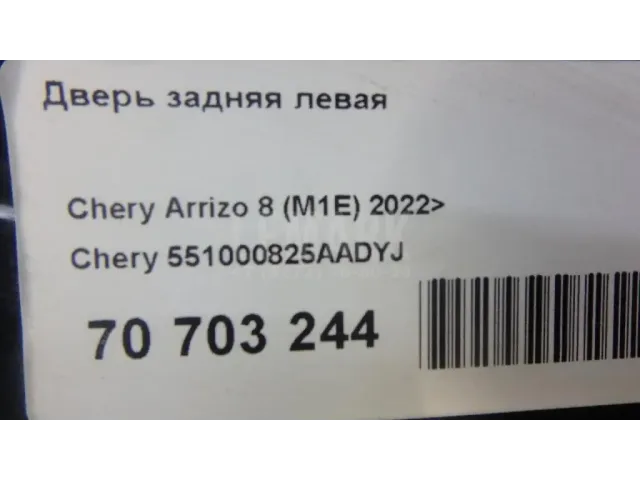 Дверь задняя левая
Chery Arrizo 8 (M1E) 2022>
Chery 551000825AADYJ
70 703 244